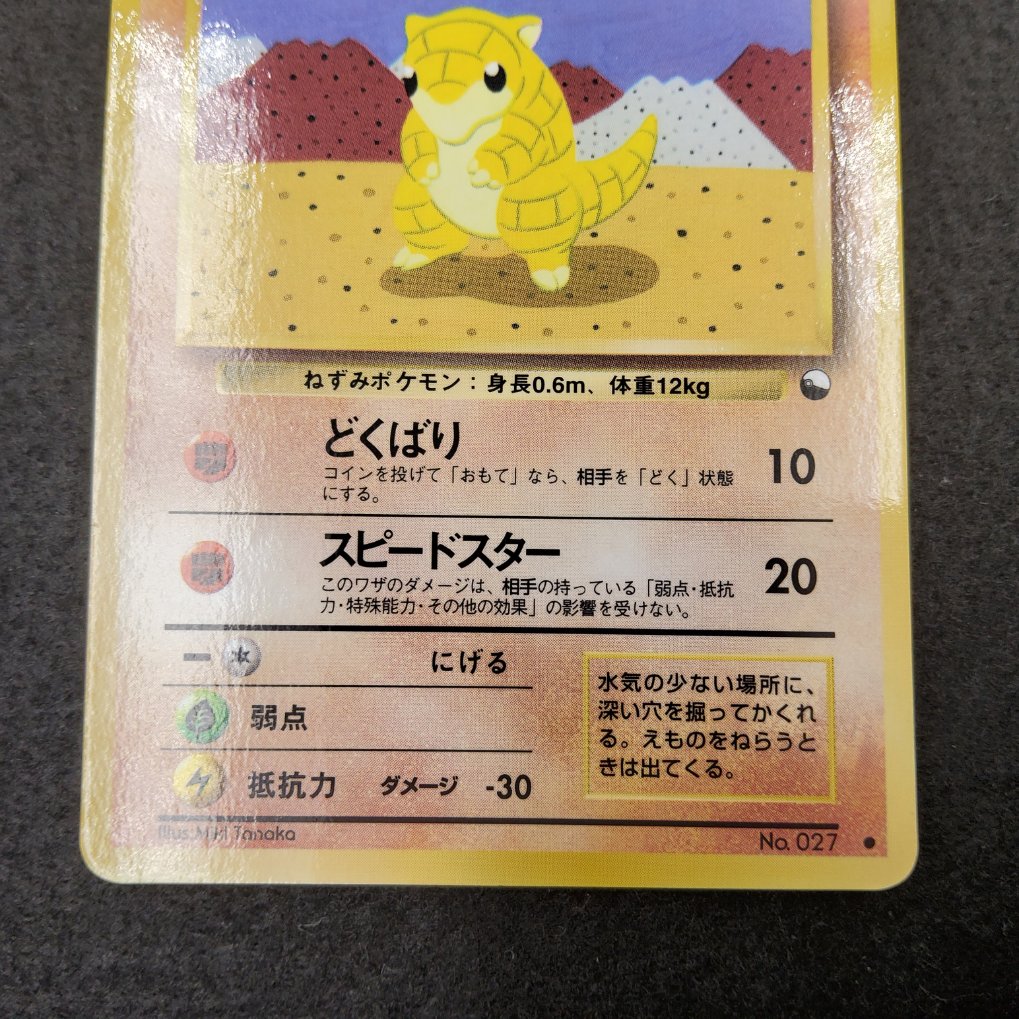 ねずみポケモン：身長0.6m、体重12kg
どくばり
10
コインを投げて「おもて」なら、相手を「どく」状態
にする。
スピードスター
20
このワザのダメージは、相手の持っている「弱点・抵抗
力・特殊能力・その他の効果」の影響を受けない。
にげる
弱点
抵抗力 ダメージ -30
水気の少ない場所に、
深い穴を掘ってかくれ
る。えものをねらうと
きは出てくる。
Illus. Miki Tanaka
No. 027 ●